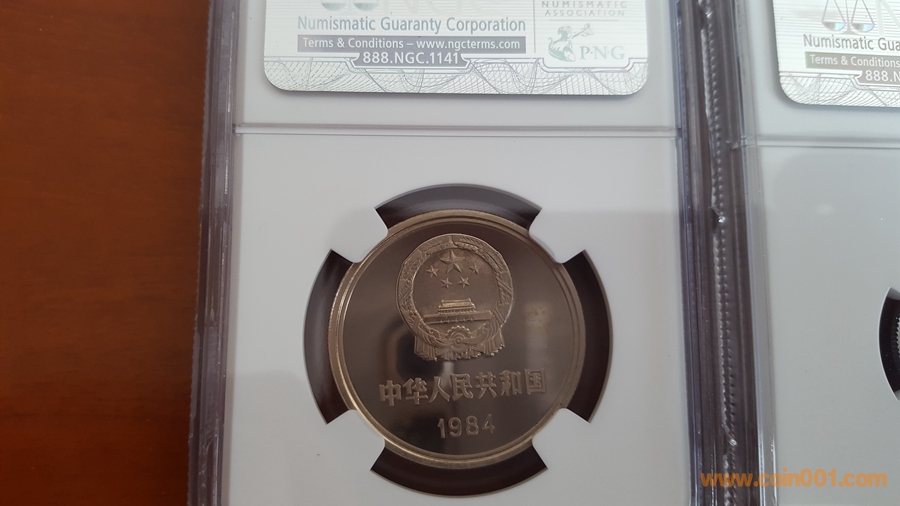 Numismatic Guaranty Corporation
Terms & Conditions – www.ngcterms.com
888.NGC.1141
NUMISMATIC
ASSOCIATION
PNG
Numismatic Gua
Terms & Conditions
888.N
中华人民共和国
1984
www.coin001.com